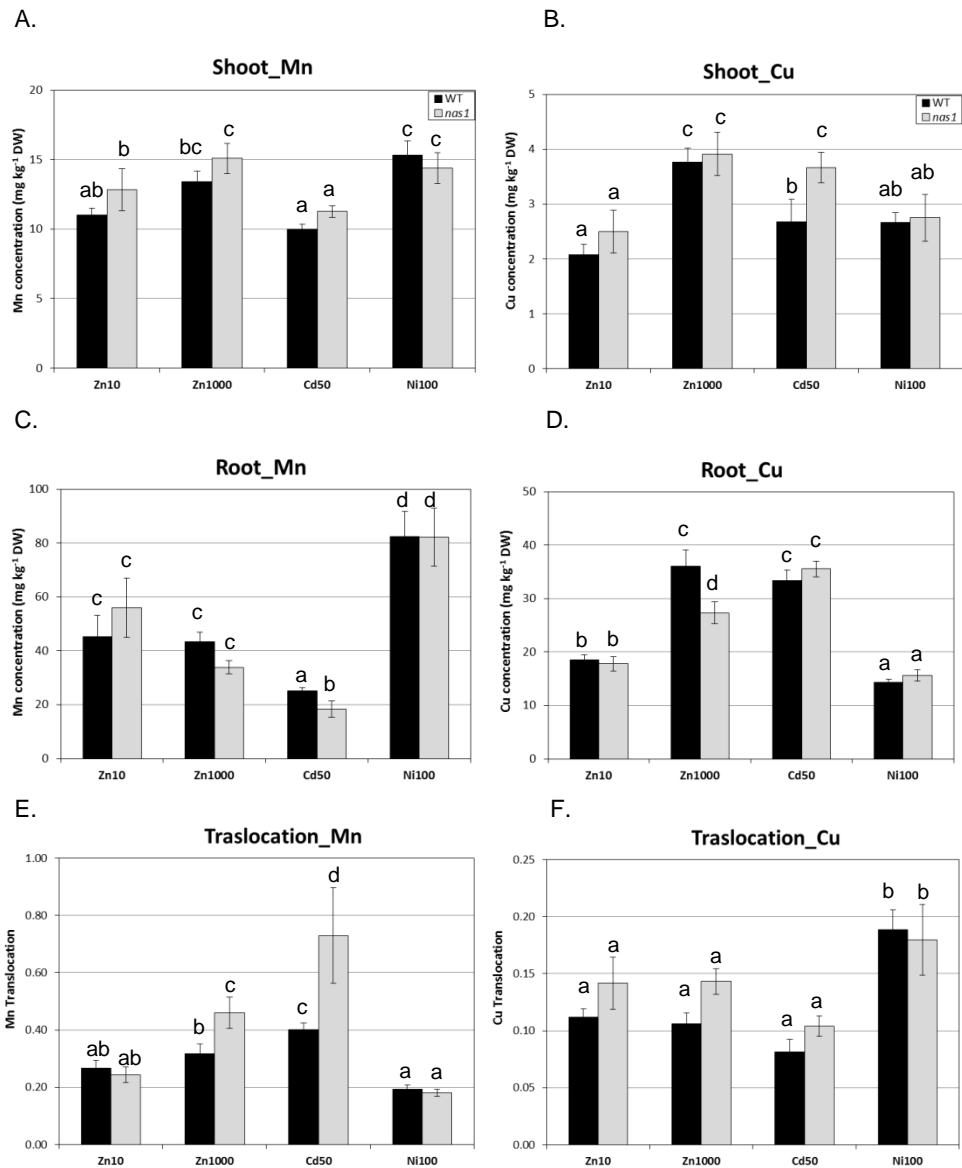 A.
Shoot_Mn
Mn concentration (mg kg⁻¹ DW)
20
15
10
5
0
WT
nas1
ab b bc c a a c c
Zn10 Zn1000 Cd50 Ni100
B.
Shoot_Cu
Cu concentration (mg kg⁻¹ DW)
5
4
3
2
1
0
WT
nas1
a a c c b c ab ab
Zn10 Zn1000 Cd50 Ni100
C.
Root_Mn
Mn concentration (mg kg⁻¹ DW)
100
80
60
40
20
0
c c c c a b d d
Zn10 Zn1000 Cd50 Ni100
D.
Root_Cu
Cu concentration (mg kg⁻¹ DW)
50
40
30
20
10
0
b b c d c c a a
Zn10 Zn1000 Cd50 Ni100
E.
Traslocation_Mn
Mn Translocation
1.00
0.80
0.60
0.40
0.20
0.00
ab ab b c c d a a
Zn10 Zn1000 Cd50 Ni100
F.
Traslocation_Cu
Cu Translocation
0.25
0.20
0.15
0.10
0.05
0.00
a a a a a a b b
Zn10 Zn1000 Cd50 Ni100